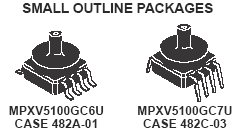 SMALL OUTLINE PACKAGES
MPXV5100GC6U
CASE 482A-01
MPXV5100GC7U
CASE 482C-03